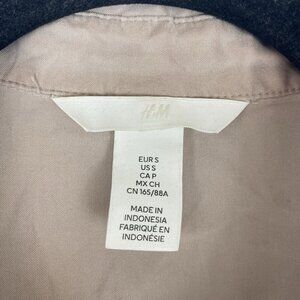 H&M
EUR S
US S
CA P
MX CH
CN 165/88A
MADE IN
INDONESIA
FABRIQUÉ EN
INDONÉSIE